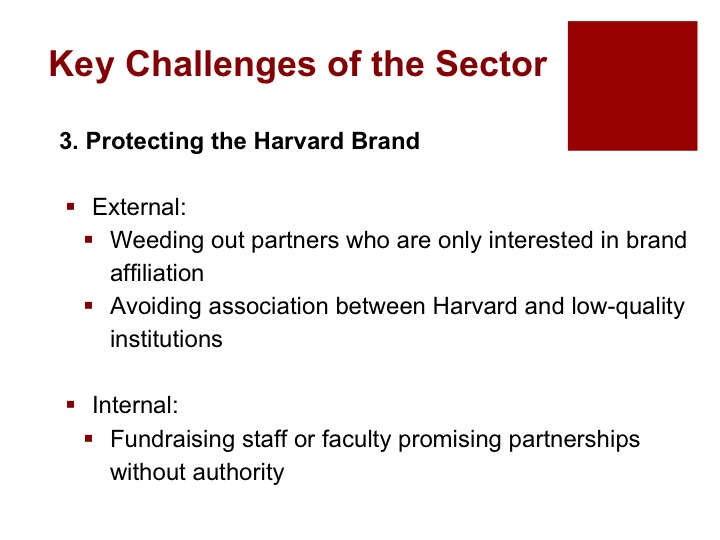 Key Challenges of the Sector
3. Protecting the Harvard Brand
▪ External:
▪ Weeding out partners who are only interested in brand
affiliation
▪ Avoiding association between Harvard and low-quality
institutions
▪ Internal:
▪ Fundraising staff or faculty promising partnerships
without authority